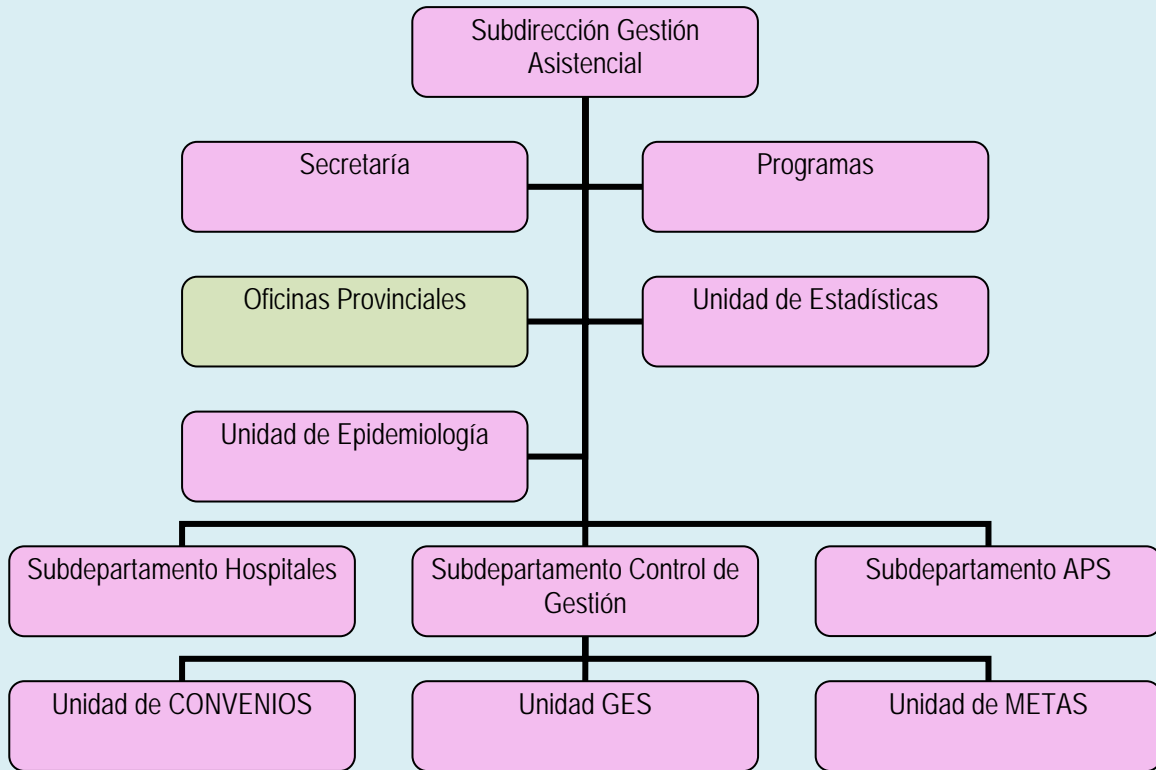 Subdirección Gestión
Asistencial
Secretaría
Programas
Oficinas Provinciales
Unidad de Estadísticas
Unidad de Epidemiología
Subdepartamento Hospitales
Subdepartamento Control de
Gestión
Subdepartamento APS
Unidad de CONVENIOS
Unidad GES
Unidad de METAS